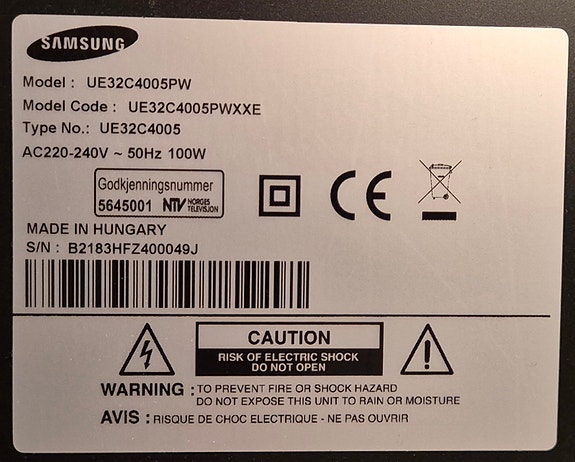 SAMSUNG
Model : UE32C4005PW
Model Code : UE32C4005PWXXE
Type No.: UE32C4005
AC220-240V ~ 50Hz 100W
Godkjenningsnummer
5645001 NTV NORGES TELEVISJON
CE
MADE IN HUNGARY
S/N : B2183HFZ400049J
CAUTION
RISK OF ELECTRIC SHOCK
DO NOT OPEN
WARNING : TO PREVENT FIRE OR SHOCK HAZARD
DO NOT EXPOSE THIS UNIT TO RAIN OR MOISTURE
AVIS : RISQUE DE CHOC ELECTRIQUE - NE PAS OUVRIR